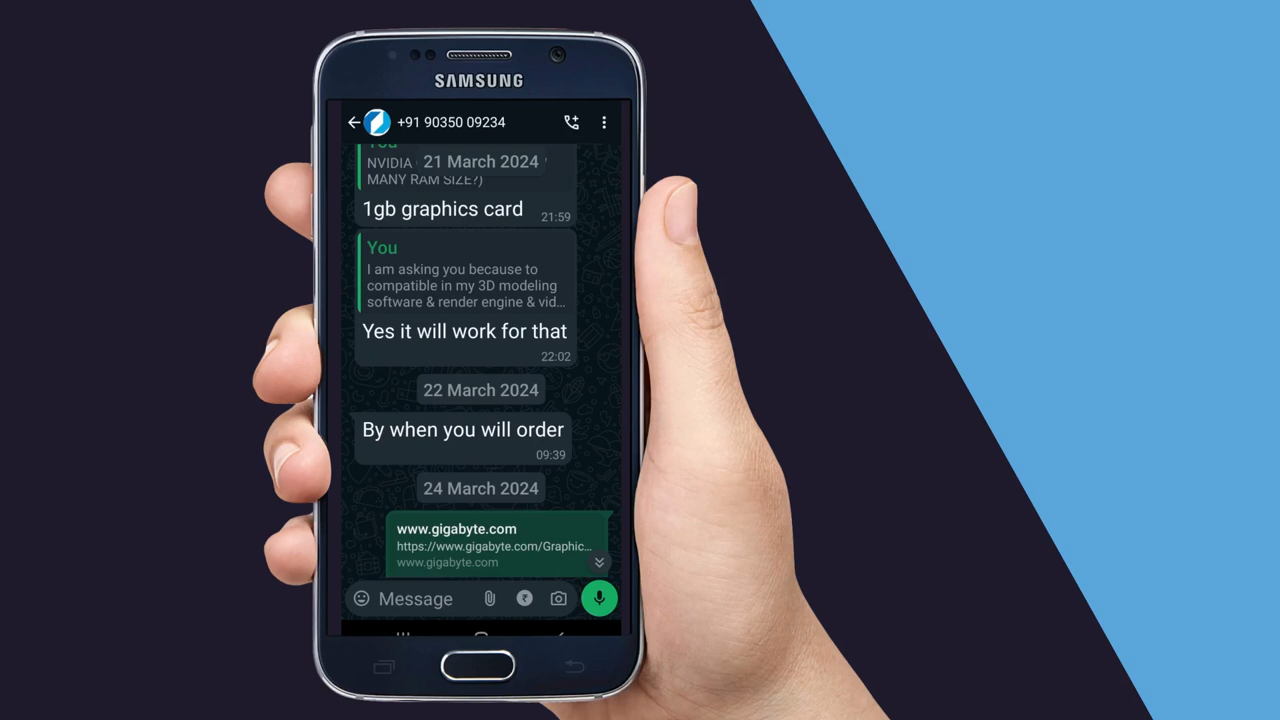 SAMSUNG
+91 90350 09234
You
NVIDIA
21 March 2024
MANY RAM SIZE?)
1gb graphics card
21:59
You
I am asking you because to
compatible in my 3D modeling
software & render engine & vid...
Yes it will work for that
22:02
22 March 2024
By when you will order
09:39
24 March 2024
www.gigabyte.com
https://www.gigabyte.com/Graphic...
www.gigabyte.com
Message